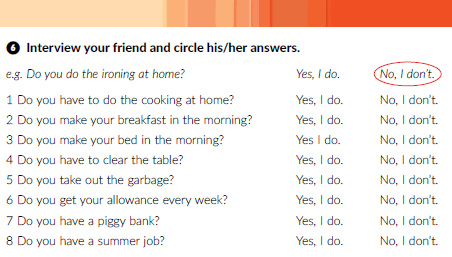 6 Interview your friend and circle his/her answers.
e.g. Do you do the ironing at home? Yes, I do. No, I don't.
1 Do you have to do the cooking at home? Yes, I do. No, I don't.
2 Do you make your breakfast in the morning? Yes, I do. No, I don't.
3 Do you make your bed in the morning? Yes I do. No, I don't.
4 Do you have to clear the table? Yes, I do. No, I don't.
5 Do you take out the garbage? Yes, I do. No, I don't.
6 Do you get your allowance every week? Yes, I do. No, I don't.
7 Do you have a piggy bank? Yes, I do. No, I don't.
8 Do you have a summer job? Yes, I do. No, I don't.